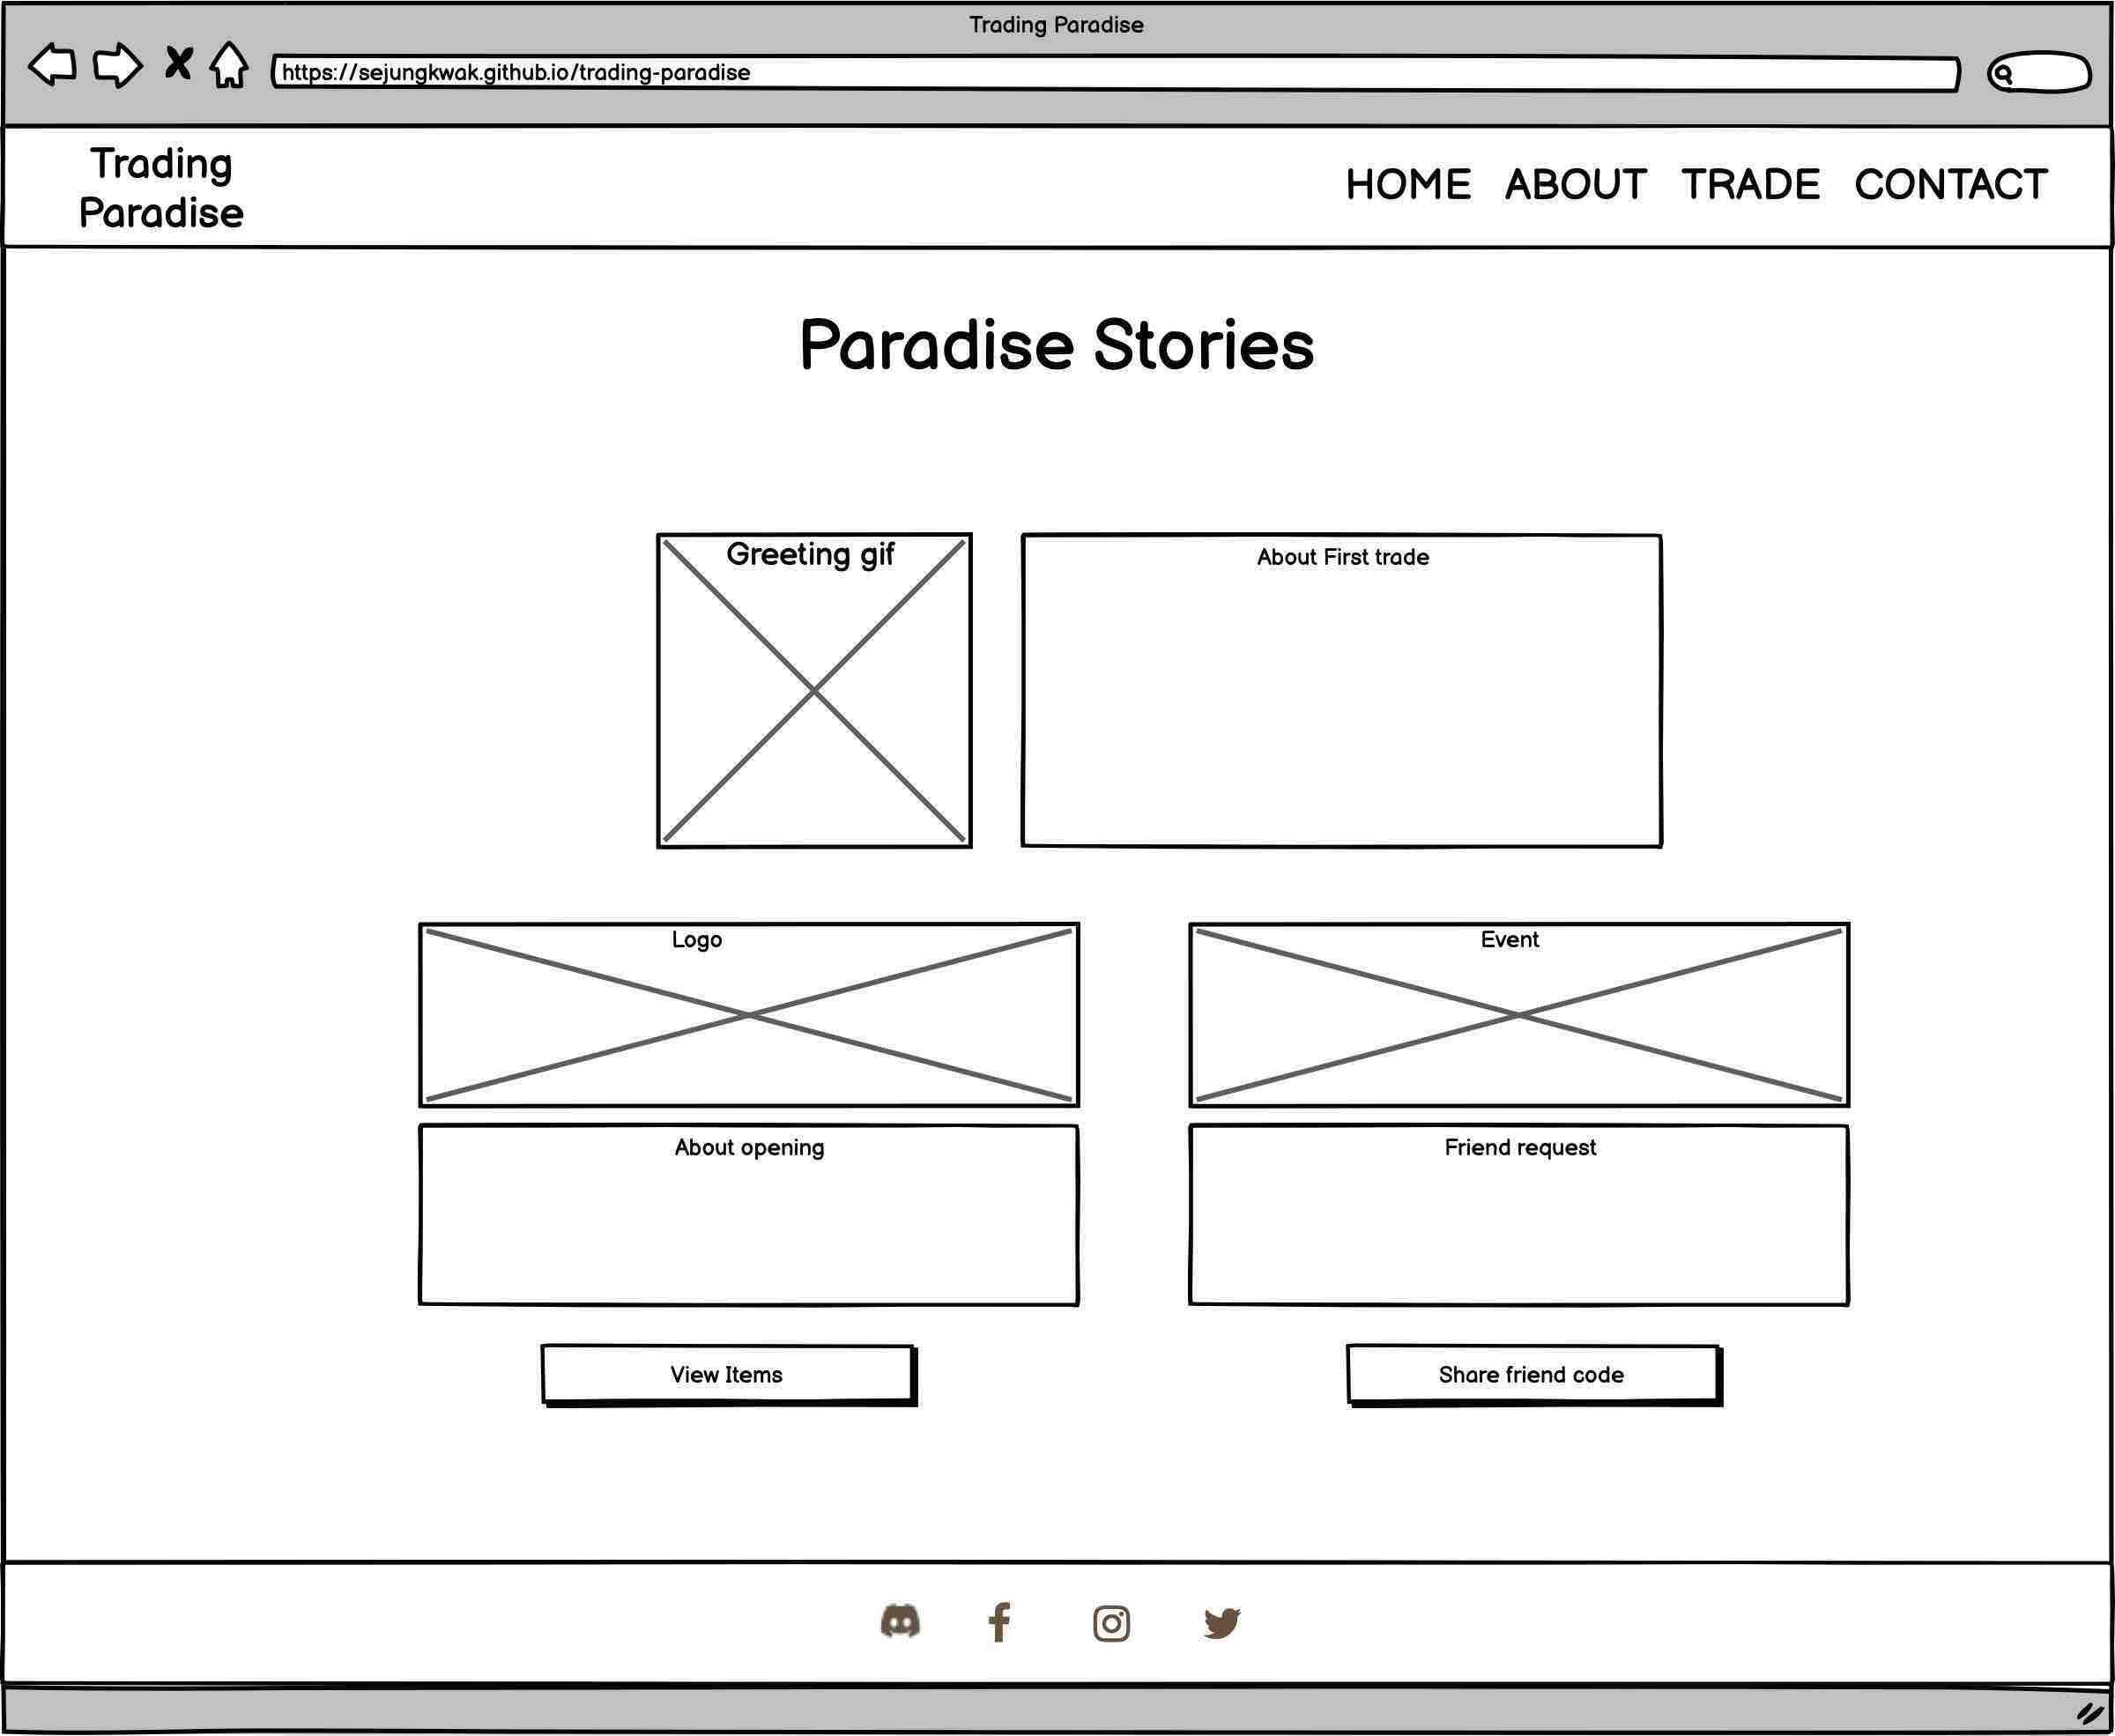 Trading Paradise
https://sejungkwak.github.io/trading-paradise
Trading
Paradise
HOME ABOUT TRADE CONTACT
Paradise Stories
Greeting gif
About First trade
Logo
Event
About opening
Friend request
View Items
Share friend code